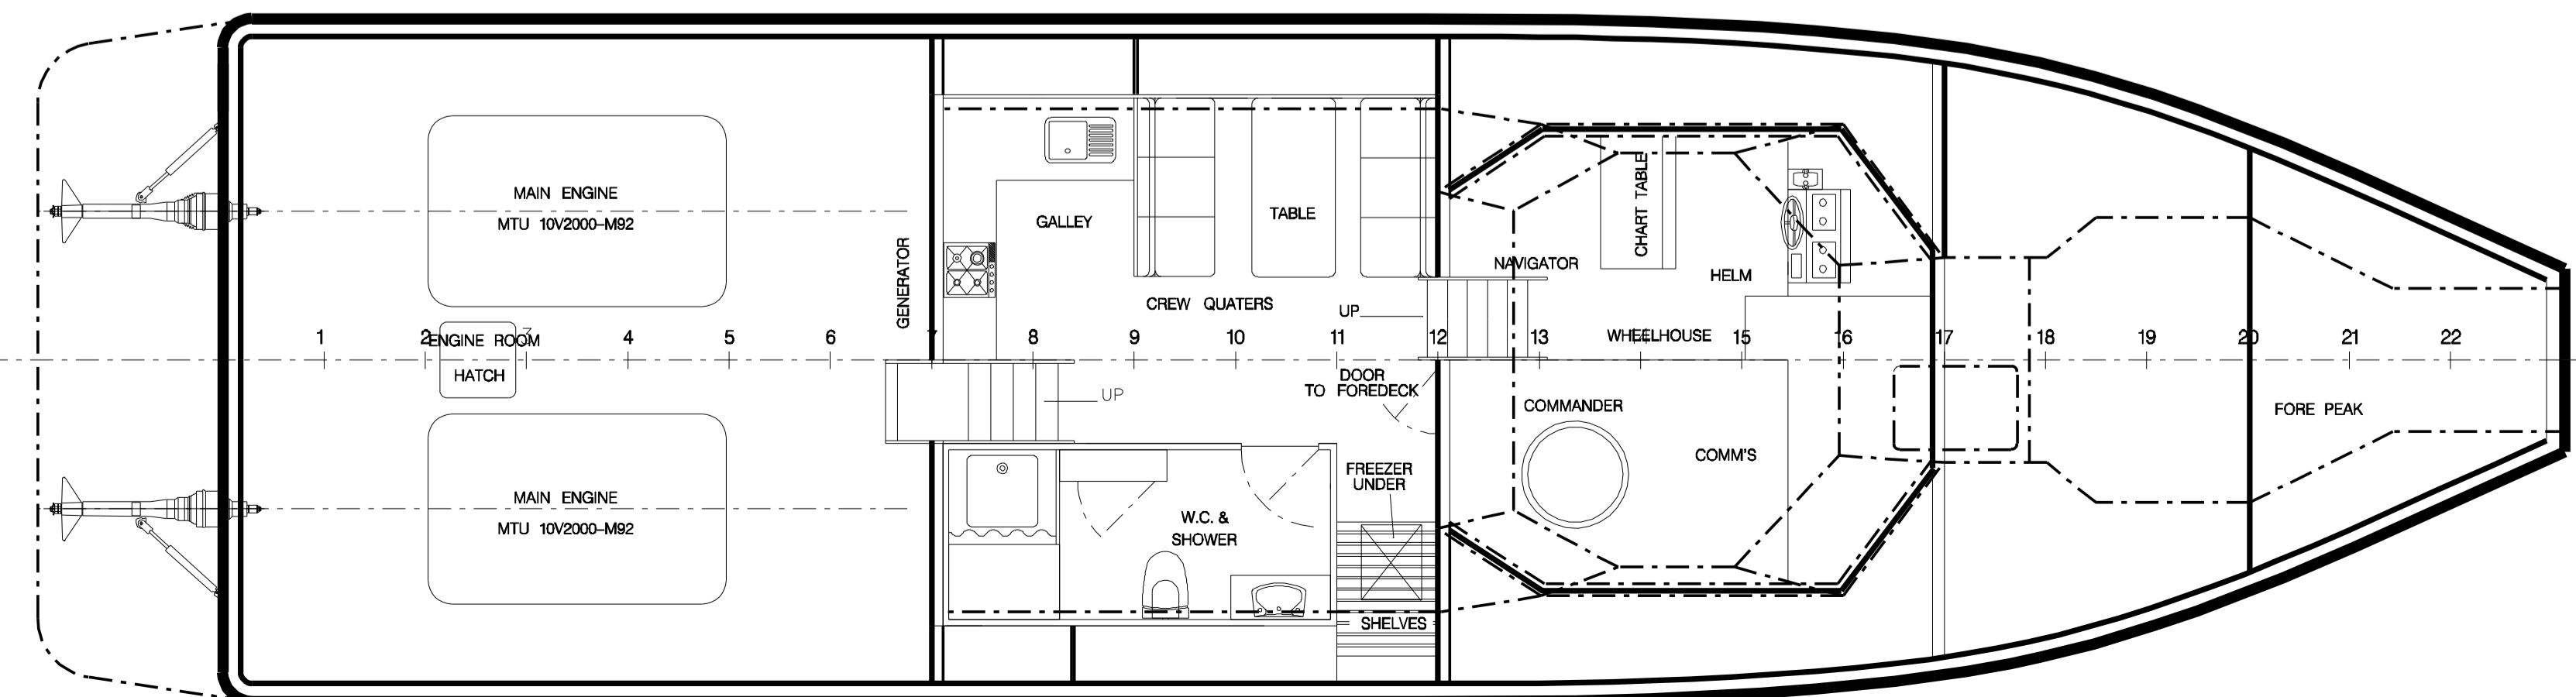 MAIN ENGINE
MTU 10V2000-M92
GENERATOR
GALLEY
TABLE
CHART TABLE
NAVIGATOR
HELM
CREW QUATERS
UP
WHEELHOUSE
1 2 3 4 5 6 7 8 9 10 11 12 13 14 15 16 17 18 19 20 21 22
ENGINE ROOM
HATCH
UP
DOOR
TO FOREDECK
COMMANDER
FORE PEAK
COMM'S
FREEZER
UNDER
MAIN ENGINE
MTU 10V2000-M92
W.C. &
SHOWER
SHELVES